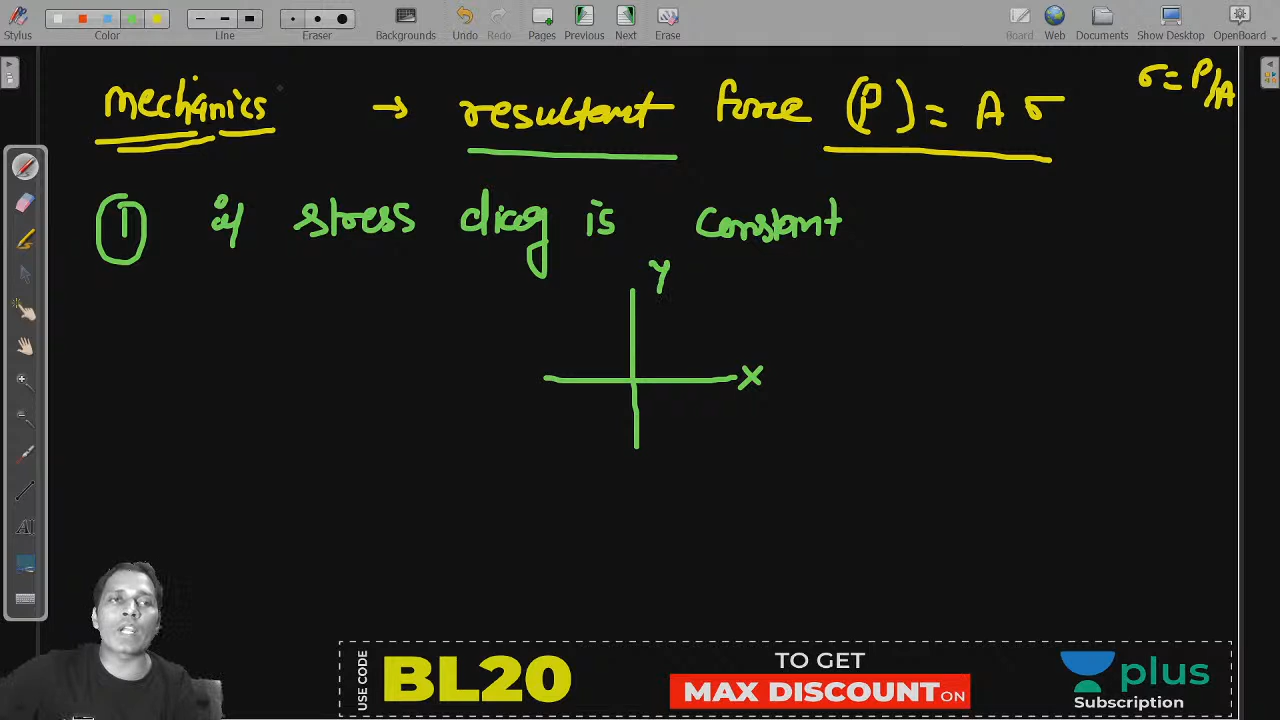 Stylus
Color
Line
Eraser
Backgrounds
Undo
Redo
Pages
Previous
Next
Erase
Board
Web
Documents
Show Desktop
OpenBoard
σ = P/A
mechanics → resultant force (P) = A σ
1 if stress diag is constant
Y
X
AI
USE CODE
BL20
TO GET
MAX DISCOUNT ON
plus
Subscription